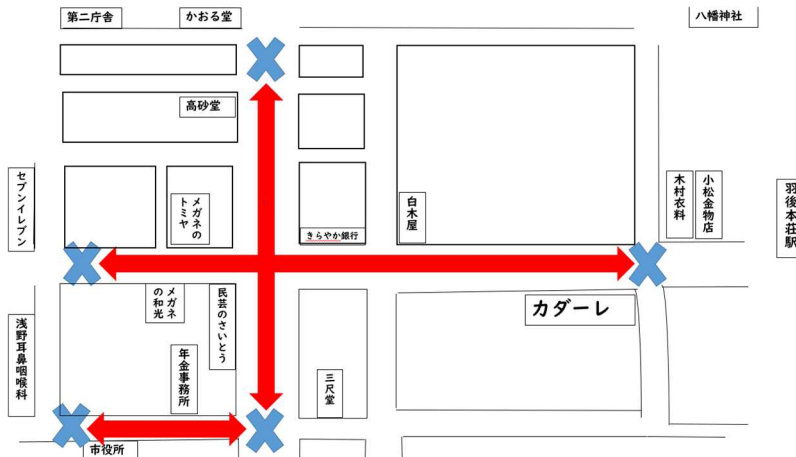 第二庁舎
かおる堂
八幡神社
高砂堂
セブンイレブン
メガネの
トミヤ
きらやか銀行
白木屋
木村衣料
小松金物店
羽後本荘駅
メガネ
の和光
民芸のさいとう
カダーレ
浅野耳鼻咽喉科
年金事務所
三尺堂
市役所